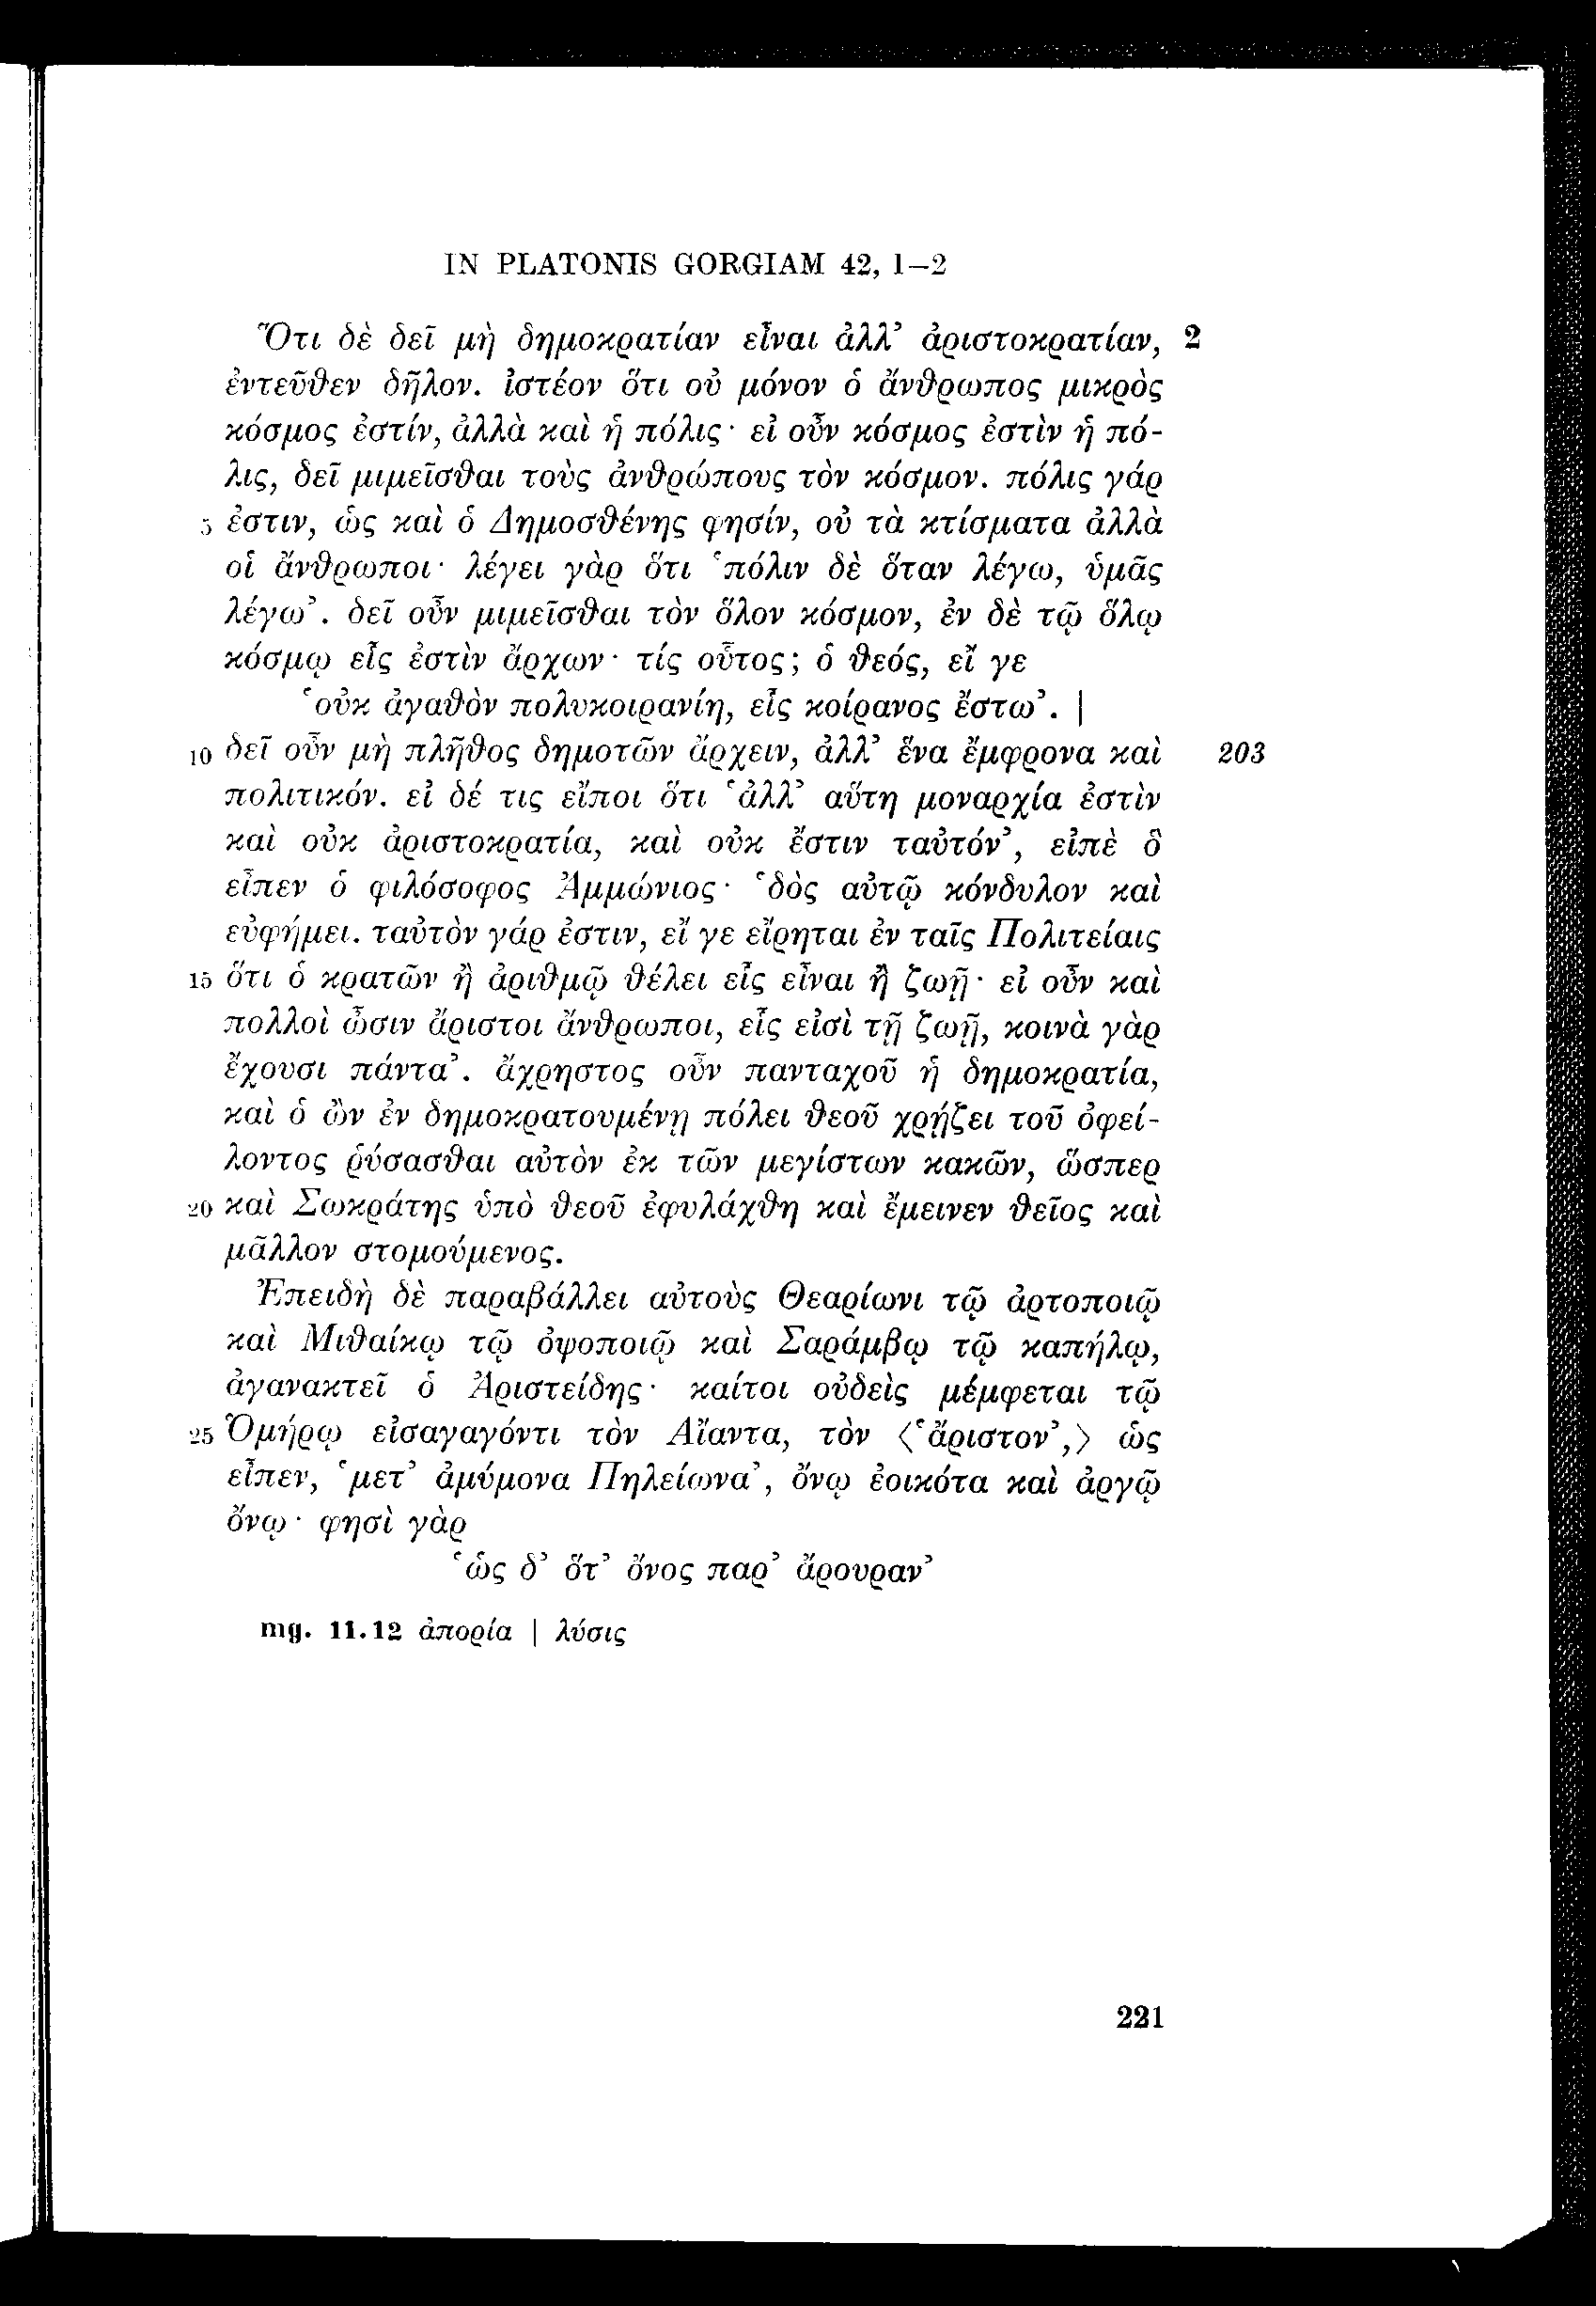 IN PLATONIS GORGIAM 42, 1–2
Ὅτι δὲ δεῖ μὴ δημοκρατίαν εἶναι ἀλλ’ ἀριστοκρατίαν, 2
ἐντεῦθεν δῆλον. ἰστέον ὅτι οὐ μόνον ὁ ἄνθρωπος μικρὸς
κόσμος ἐστίν, ἀλλὰ καὶ ἡ πόλις· εἰ οὖν κόσμος ἐστὶν ἡ πό-
λις, δεῖ μιμεῖσθαι τοὺς ἀνθρώπους τὸν κόσμον. πόλις γάρ
5 ἐστιν, ὡς καὶ ὁ Δημοσθένης φησίν, οὐ τὰ κτίσματα ἀλλὰ
οἱ ἄνθρωποι· λέγει γὰρ ὅτι ‘πόλιν δὲ ὅταν λέγω, ὑμᾶς
λέγω’. δεῖ οὖν μιμεῖσθαι τὸν ὅλον κόσμον, ἐν δὲ τῷ ὅλῳ
κόσμῳ εἷς ἐστὶν ἄρχων· τίς οὗτος; ὁ θεός, εἴ γε
‘οὐκ ἀγαθὸν πολυκοιρανίη, εἷς κοίρανος ἔστω’. |
10 δεῖ οὖν μὴ πλῆθος δημοτῶν ἄρχειν, ἀλλ’ ἕνα ἔμφρονα καὶ 203
πολιτικόν. εἰ δέ τις εἴποι ὅτι ‘ἀλλ’ αὕτη μοναρχία ἐστὶν
καὶ οὐκ ἀριστοκρατία, καὶ οὐκ ἔστιν ταὐτόν’, εἰπὲ ὃ
εἶπεν ὁ φιλόσοφος Ἀμμώνιος· ‘δὸς αὐτῷ κόνδυλον καὶ
εὐφήμει. ταὐτὸν γάρ ἐστιν, εἴ γε εἴρηται ἐν ταῖς Πολιτείαις
15 ὅτι ὁ κρατῶν ἢ ἀριθμῷ θέλει εἷς εἶναι ἢ ζωῇ· εἰ οὖν καὶ
πολλοὶ ὦσιν ἄριστοι ἄνθρωποι, εἷς εἰσὶ τῇ ζωῇ, κοινὰ γὰρ
ἔχουσι πάντα’. ἄχρηστος οὖν πανταχοῦ ἡ δημοκρατία,
καὶ ὁ ὢν ἐν δημοκρατουμένῃ πόλει θεοῦ χρῄζει τοῦ ὀφεί-
λοντος ῥύσασθαι αὐτὸν ἐκ τῶν μεγίστων κακῶν, ὥσπερ
20 καὶ Σωκράτης ὑπὸ θεοῦ ἐφυλάχθη καὶ ἔμεινεν θεῖος καὶ
μᾶλλον στομούμενος.
Ἐπειδὴ δὲ παραβάλλει αὐτοὺς Θεαρίωνι τῷ ἀρτοποιῷ
καὶ Μιθαίκῳ τῷ ὀψοποιῷ καὶ Σαράμβῳ τῷ καπήλῳ,
ἀγανακτεῖ ὁ Ἀριστείδης· καίτοι οὐδεὶς μέμφεται τῷ
25 Ὁμήρῳ εἰσαγαγόντι τὸν Αἴαντα, τὸν ⟨‘ἄριστον’,⟩ ὡς
εἶπεν, ‘μετ’ ἀμύμονα Πηλείωνα’, ὄνῳ ἐοικότα καὶ ἀργῷ
ὄνῳ· φησὶ γὰρ
‘ὡς δ’ ὅτ’ ὄνος παρ’ ἄρουραν’
mg. 11.12 ἀπορία | λύσις
221